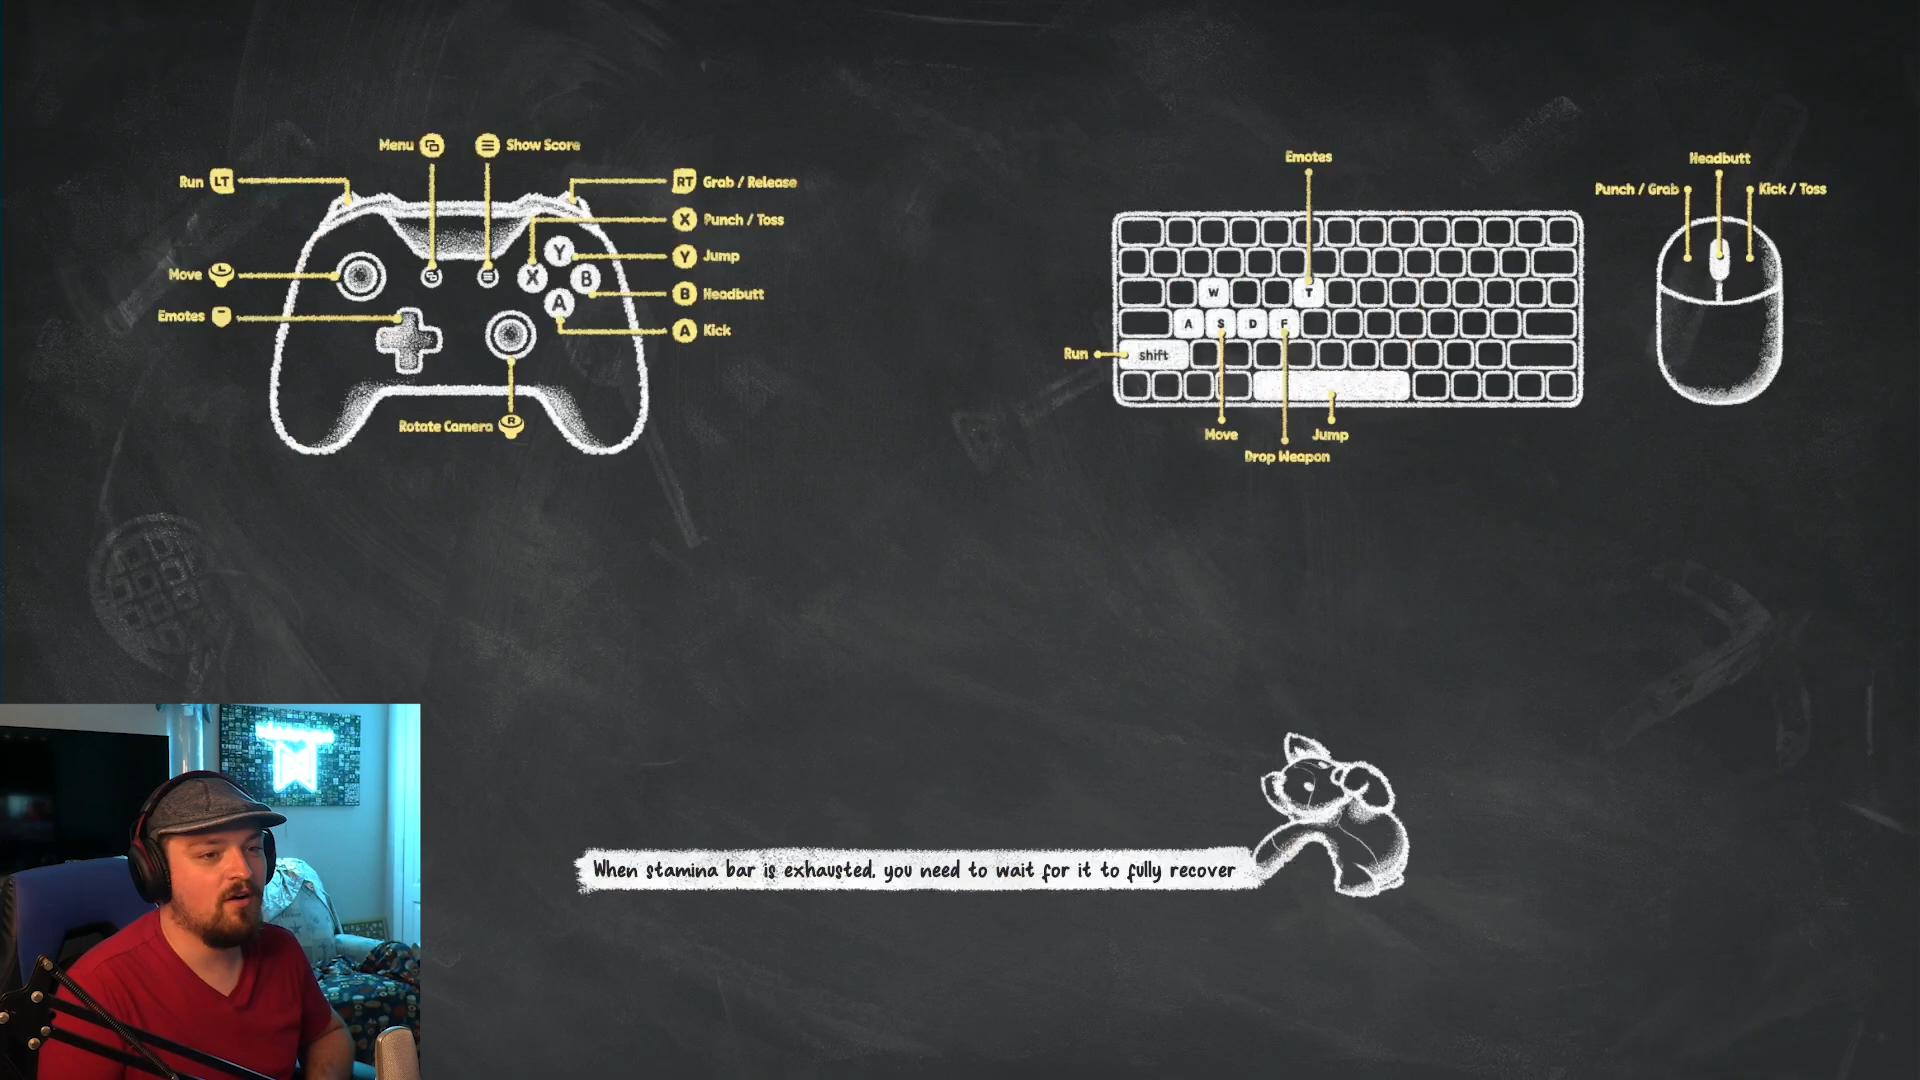 Menu
Show Score
Run LT
RT Grab / Release
X Punch / Toss
Y Jump
B Headbutt
A Kick
Move L
Emotes
Y
X B
A
Rotate Camera R
Emotes
W T
A S D F
Run shift
Move
Jump
Drop Weapon
Headbutt
Punch / Grab
Kick / Toss
When stamina bar is exhausted, you need to wait for it to fully recover